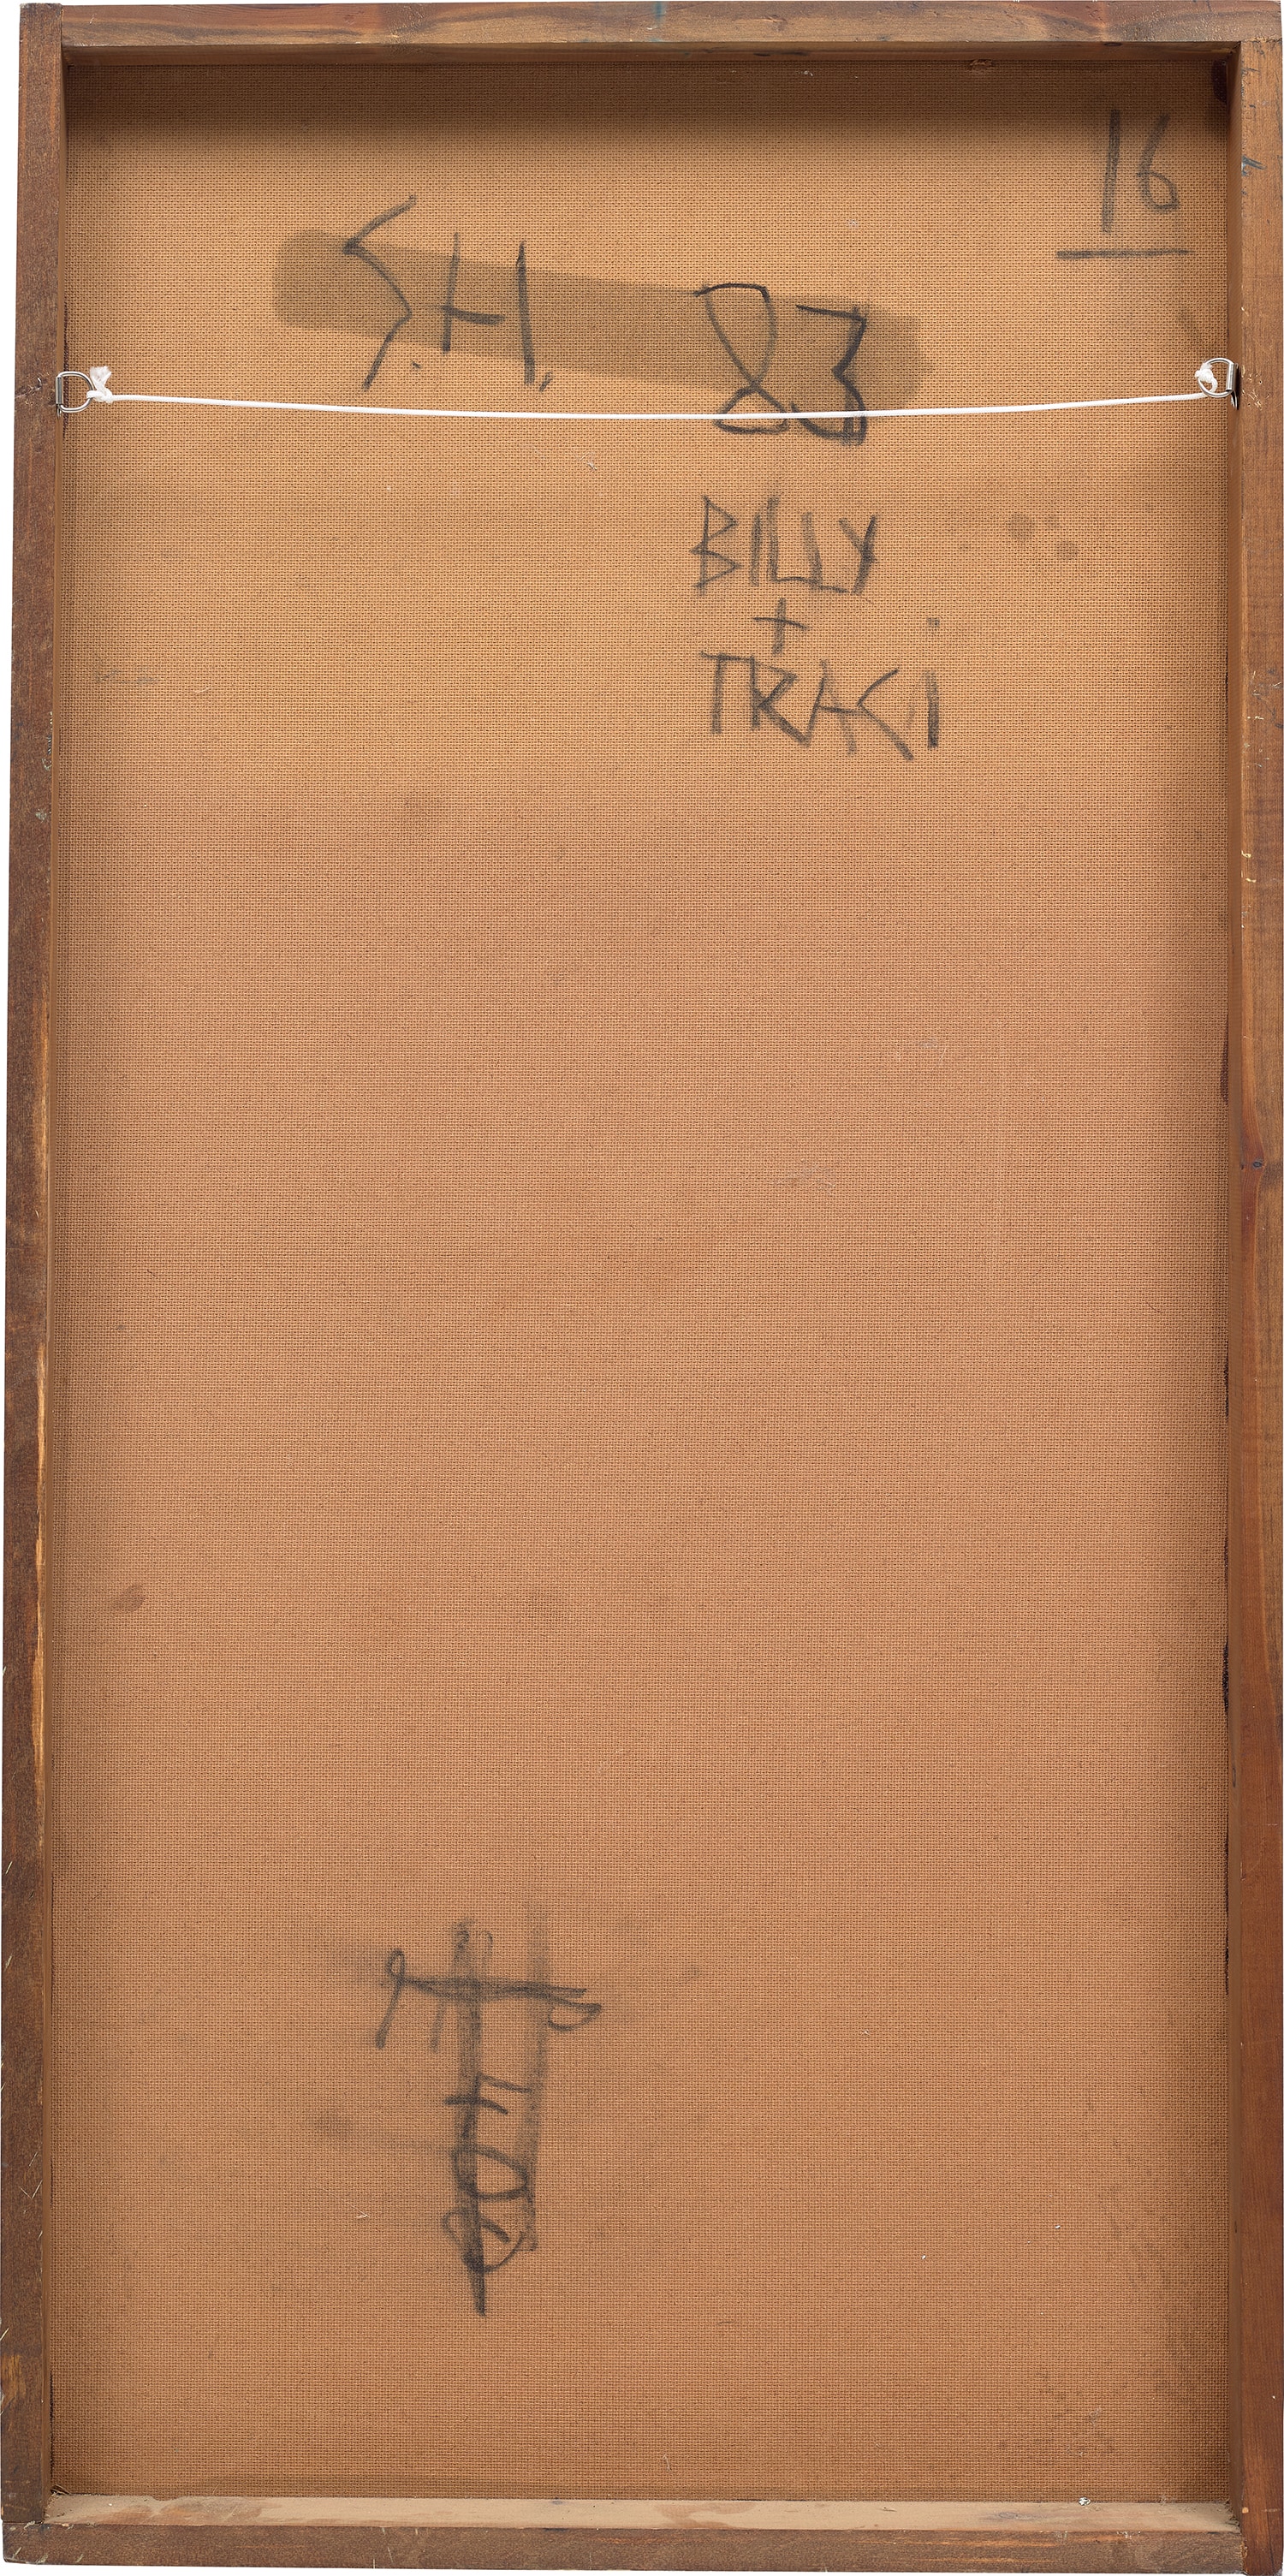 16
S.H. 83
BILLY
+
TRACI